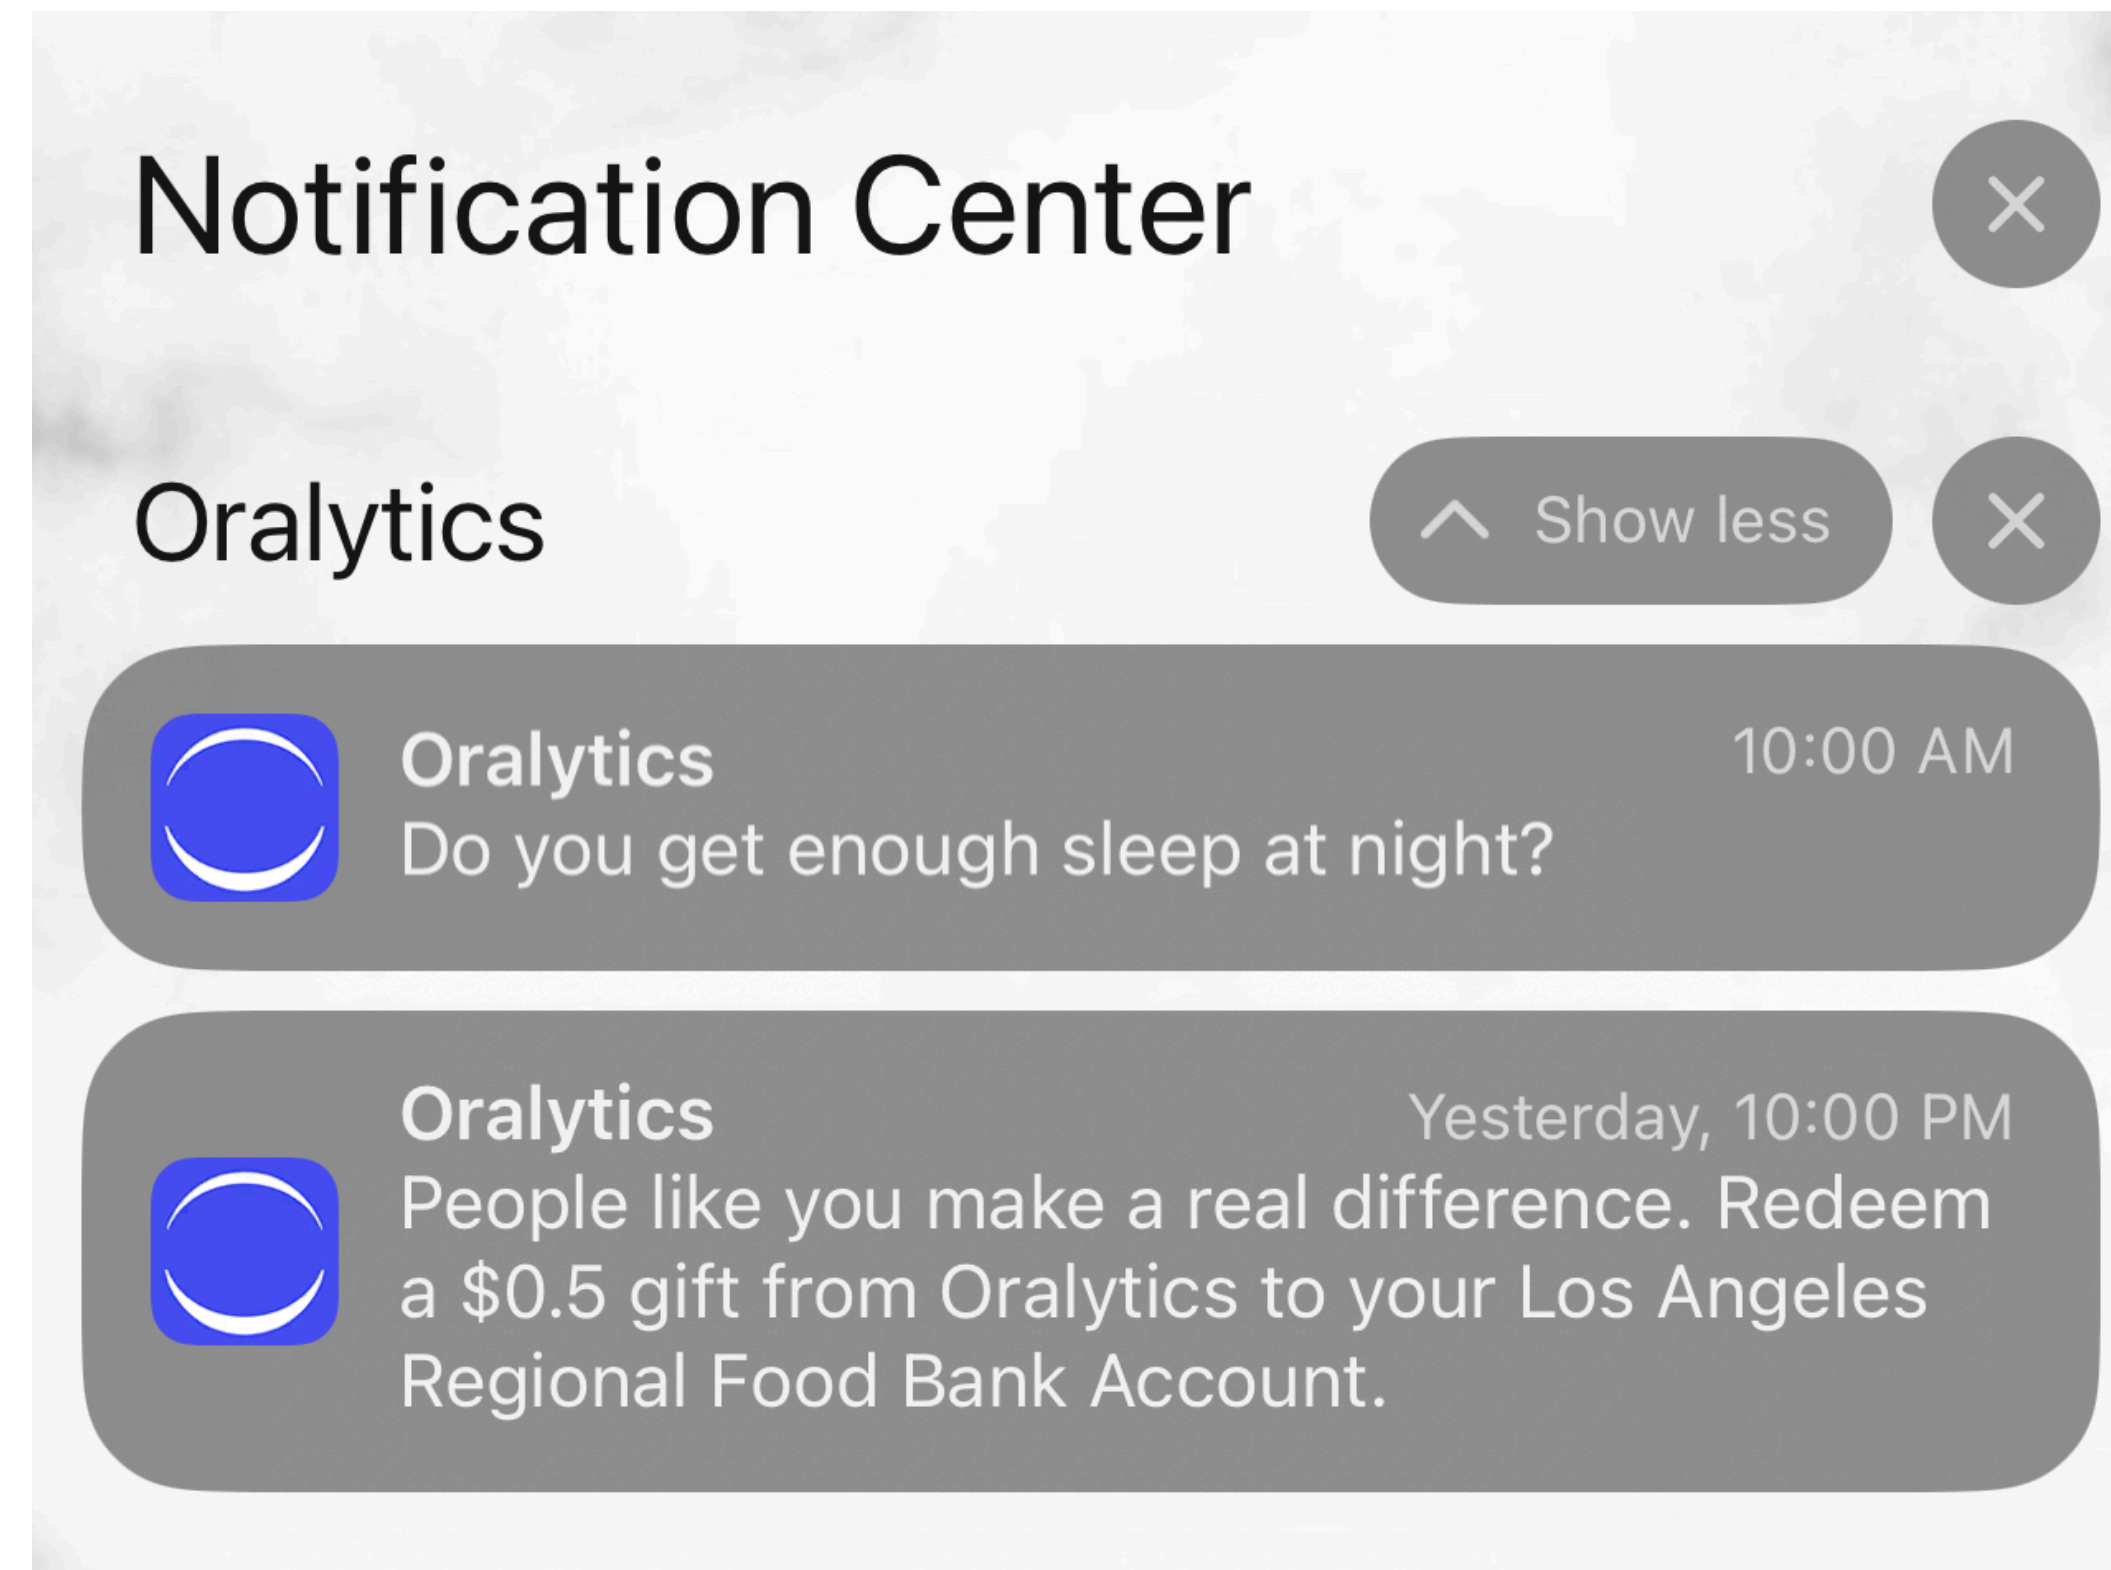 Notification Center
Oralytics
Show less
Oralytics
10:00 AM
Do you get enough sleep at night?
Oralytics
Yesterday, 10:00 PM
People like you make a real difference. Redeem
a $0.5 gift from Oralytics to your Los Angeles
Regional Food Bank Account.